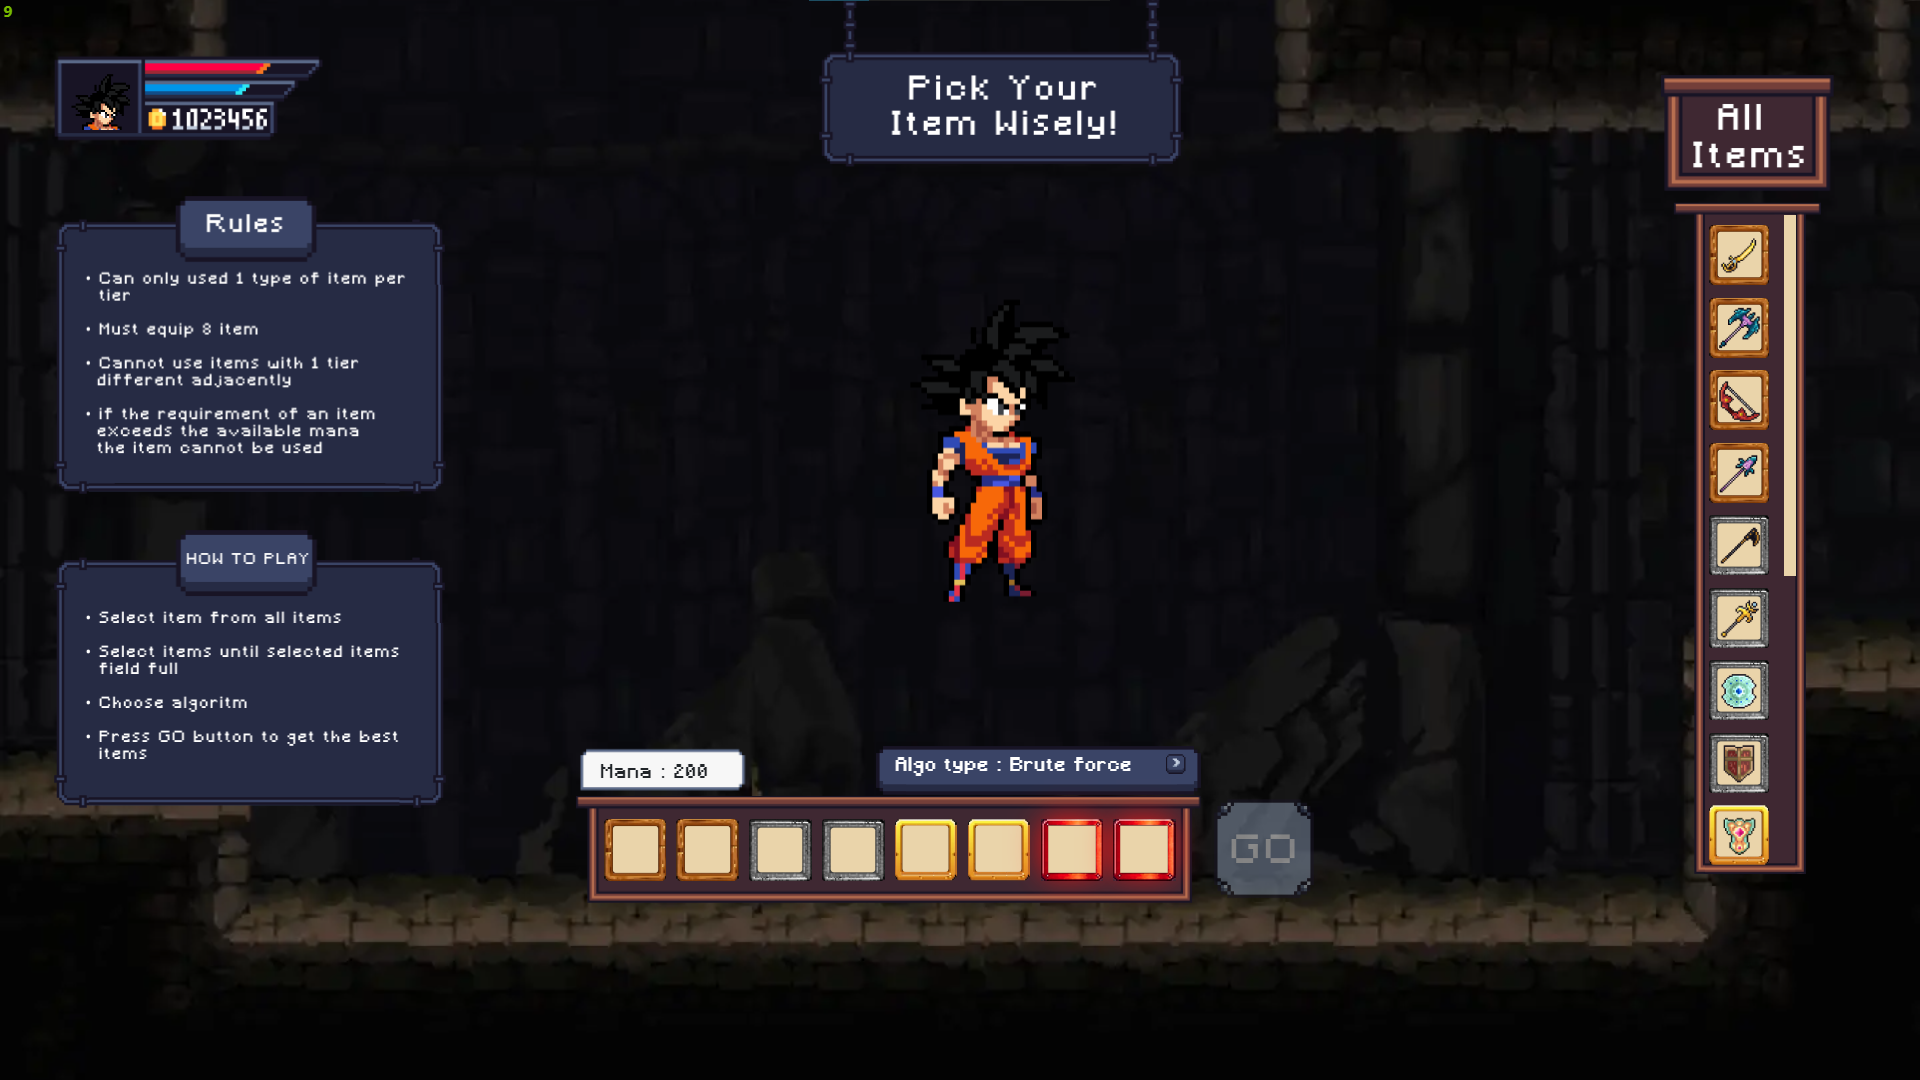 9
1023456
Pick Your
Item Wisely!
All
Items
Rules
• Can only used 1 type of item per
tier
• Must equip 8 item
• Cannot use items with 1 tier
different adjacently
• if the requirement of an item
exceeds the available mana
the item cannot be used
HOW TO PLAY
• Select item from all items
• Select items until selected items
field full
• Choose algoritm
• Press GO button to get the best
items
Mana : 200
Algo type : Brute force
GO